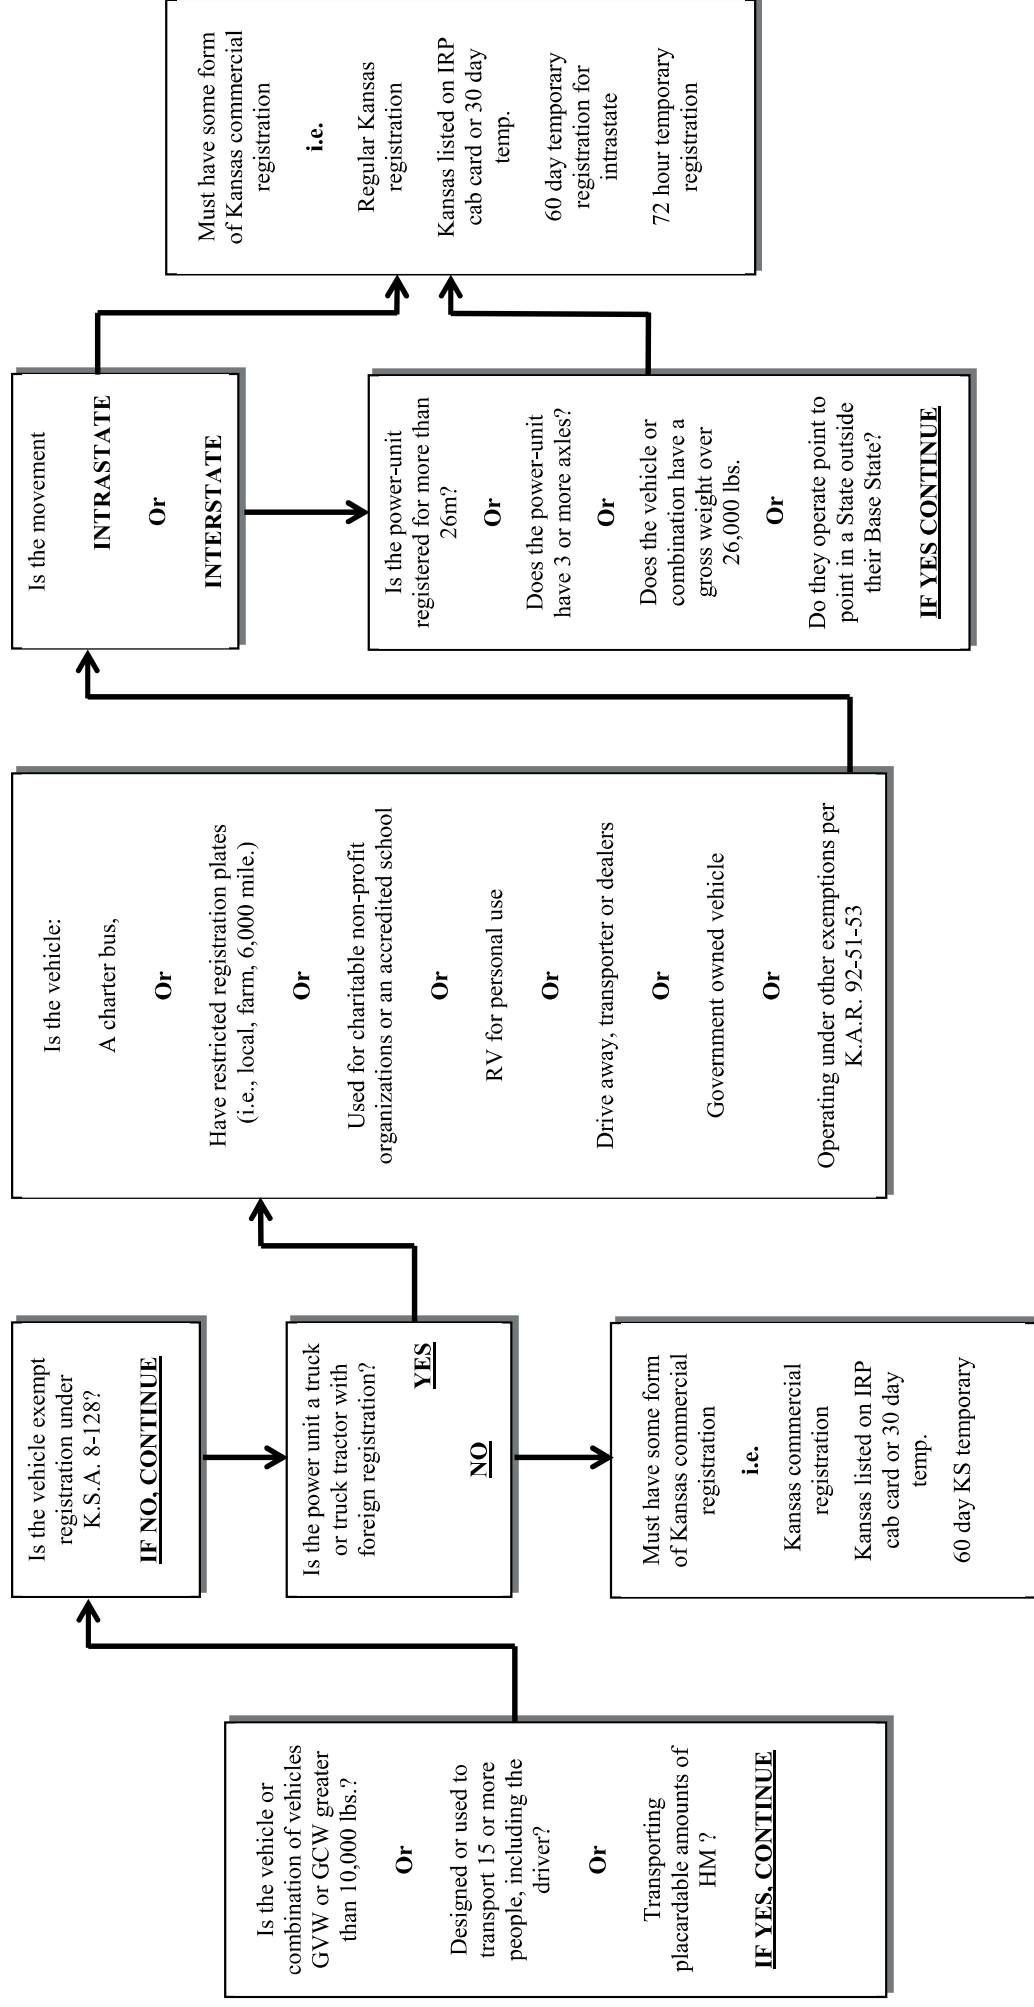 Is the vehicle or
combination of vehicles
GVW or GCW greater
than 10,000 lbs.?
Or
Designed or used to
transport 15 or more
people, including the
driver?
Or
Transporting
placardable amounts of
HM ?
IF YES, CONTINUE
Is the vehicle exempt
registration under
K.S.A. 8-128?
IF NO, CONTINUE
Is the power unit a truck
or truck tractor with
foreign registration?
YES
NO
Must have some form
of Kansas commercial
registration
i.e.
Kansas commercial
registration
Kansas listed on IRP
cab card or 30 day
temp.
60 day KS temporary
Is the vehicle:
A charter bus,
Or
Have restricted registration plates
(i.e., local, farm, 6,000 mile.)
Or
Used for charitable non-profit
organizations or an accredited school
Or
RV for personal use
Or
Drive away, transporter or dealers
Or
Government owned vehicle
Or
Operating under other exemptions per
K.A.R. 92-51-53
Is the movement
INTRASTATE
Or
INTERSTATE
Is the power-unit
registered for more than
26m?
Or
Does the power-unit
have 3 or more axles?
Or
Does the vehicle or
combination have a
gross weight over
26,000 lbs.
Or
Do they operate point to
point in a State outside
their Base State?
IF YES CONTINUE
Must have some form
of Kansas commercial
registration
i.e.
Regular Kansas
registration
Kansas listed on IRP
cab card or 30 day
temp.
60 day temporary
registration for
intrastate
72 hour temporary
registration